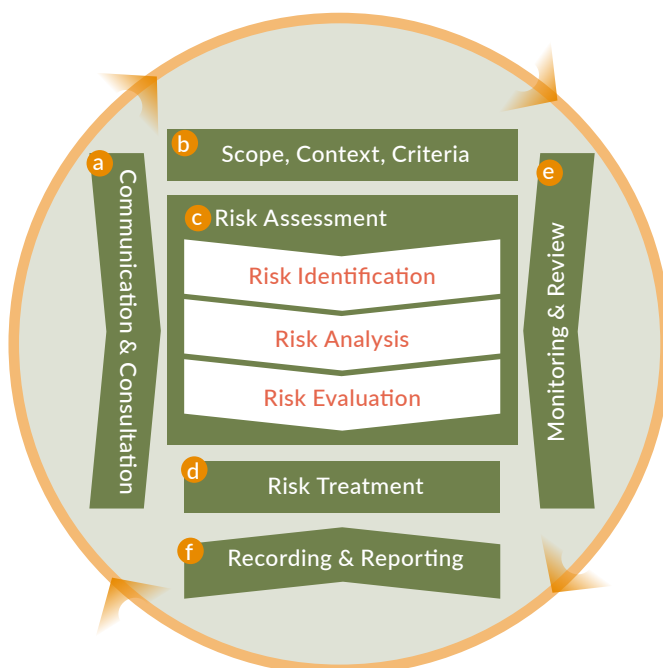 b
Scope, Context, Criteria
a
Communication & Consultation
c Risk Assessment
Risk Identification
Risk Analysis
Risk Evaluation
e
Monitoring & Review
d
Risk Treatment
f
Recording & Reporting